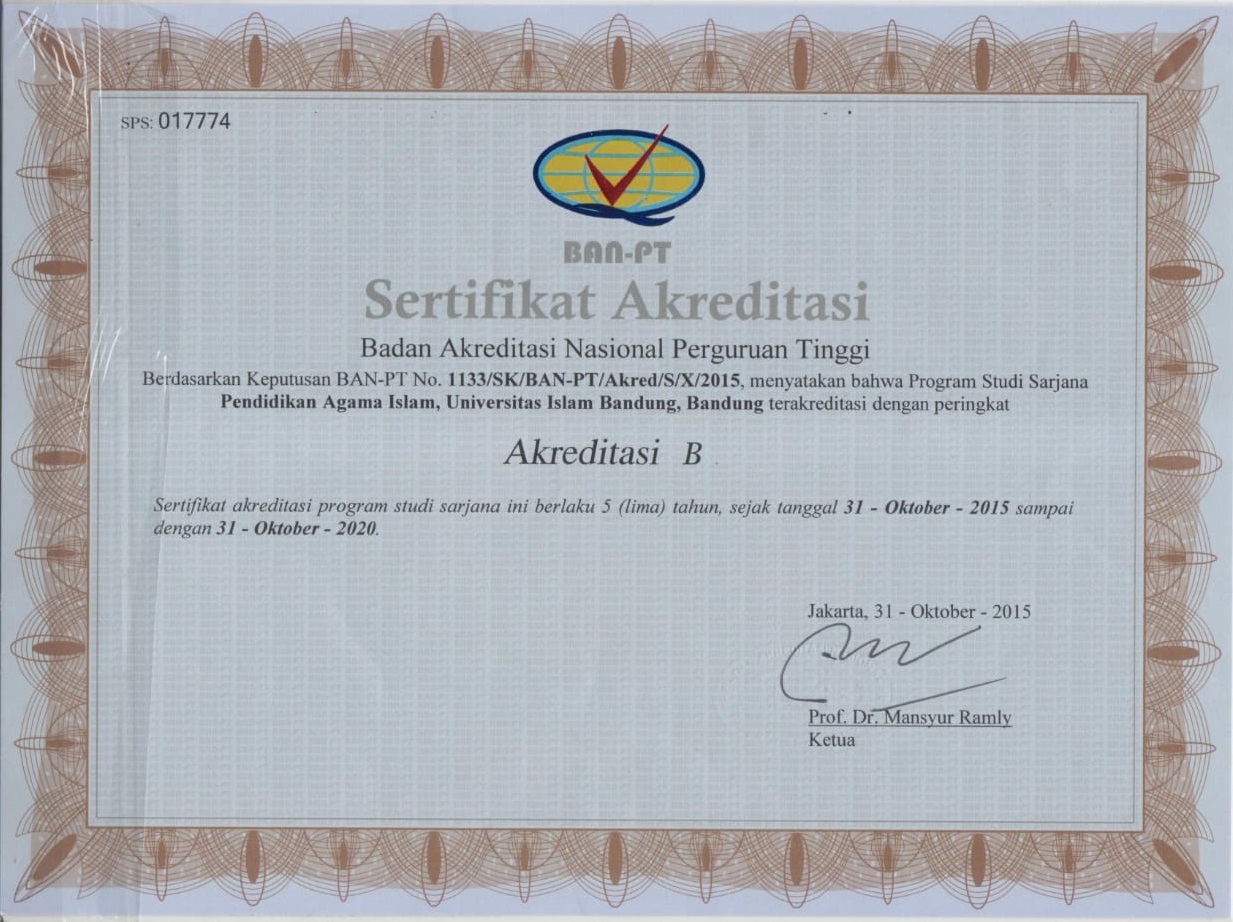 SPS: 017774
BAN-PT
Sertifikat Akreditasi
Badan Akreditasi Nasional Perguruan Tinggi
Berdasarkan Keputusan BAN-PT No. 1133/SK/BAN-PT/Akred/S/X/2015, menyatakan bahwa Program Studi Sarjana
Pendidikan Agama Islam, Universitas Islam Bandung, Bandung terakreditasi dengan peringkat
Akreditasi B
Sertifikat akreditasi program studi sarjana ini berlaku 5 (lima) tahun, sejak tanggal 31 - Oktober - 2015 sampai
dengan 31 - Oktober - 2020.
Jakarta, 31 - Oktober - 2015
Prof. Dr. Mansyur Ramly
Ketua